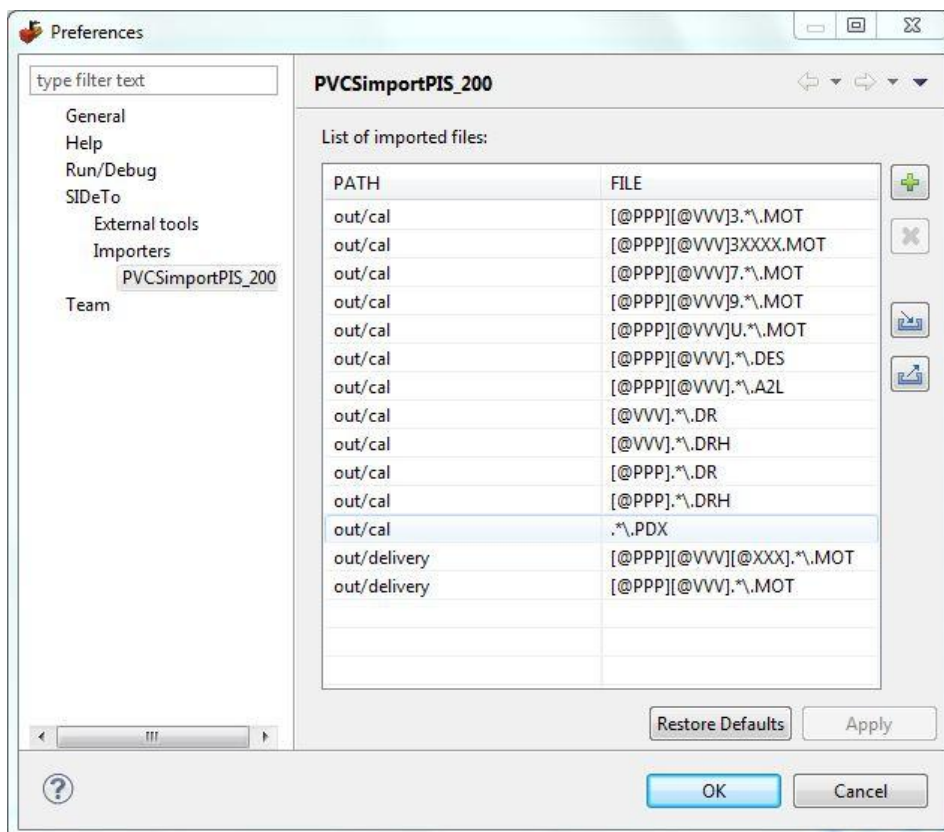 Preferences
type filter text
General
Help
Run/Debug
SIDeTo
External tools
Importers
PVCSimportPIS_200
Team
PVCSimportPIS_200
List of imported files:
PATH FILE
out/cal [@PPP][@VVV]3.*\.MOT
out/cal [@PPP][@VVV]3XXXX.MOT
out/cal [@PPP][@VVV]7.*\.MOT
out/cal [@PPP][@VVV]9.*\.MOT
out/cal [@PPP][@VVV]U.*\.MOT
out/cal [@PPP][@VVV].*\.DES
out/cal [@PPP][@VVV].*\.A2L
out/cal [@VVV].*\.DR
out/cal [@VVV].*\.DRH
out/cal [@PPP].*\.DR
out/cal [@PPP].*\.DRH
out/cal .*\.PDX
out/delivery [@PPP][@VVV][@XXX].*\.MOT
out/delivery [@PPP][@VVV].*\.MOT
Restore Defaults Apply
OK Cancel